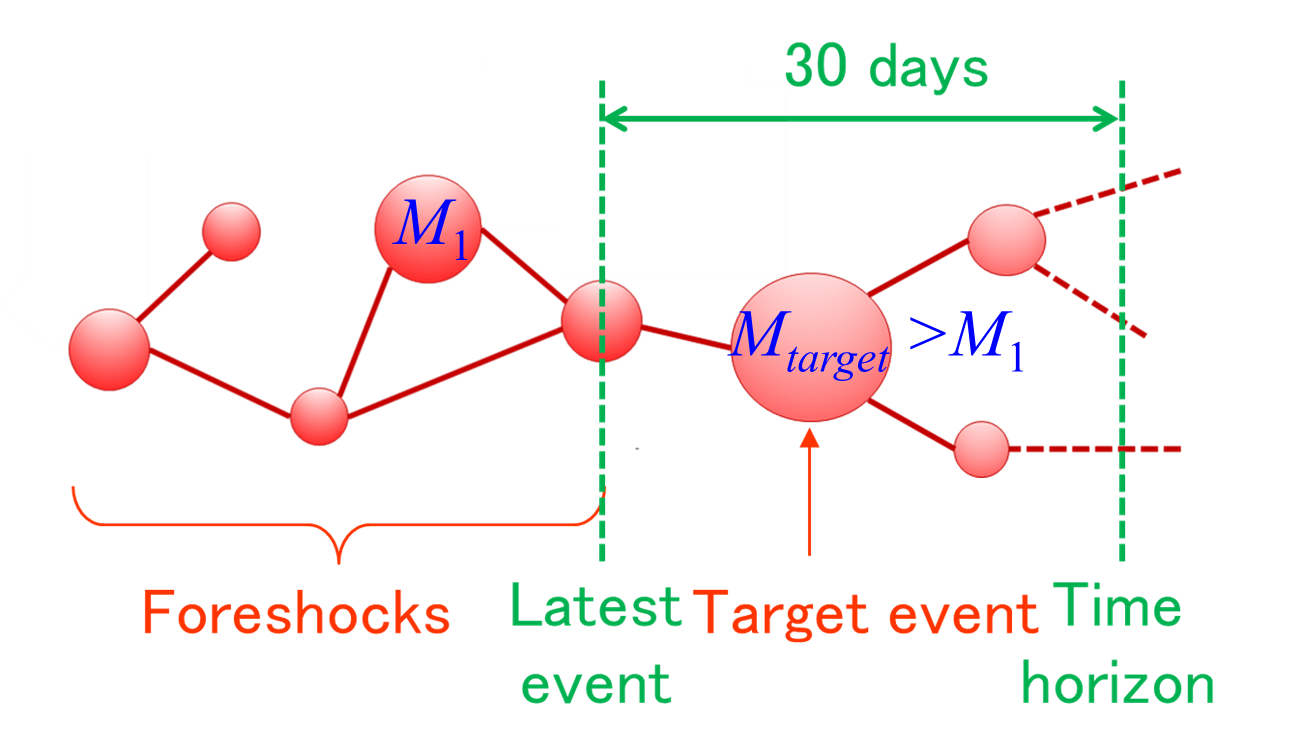 30 days
M1
Mtarget >M1
Foreshocks
Latest event
Target event
Time horizon